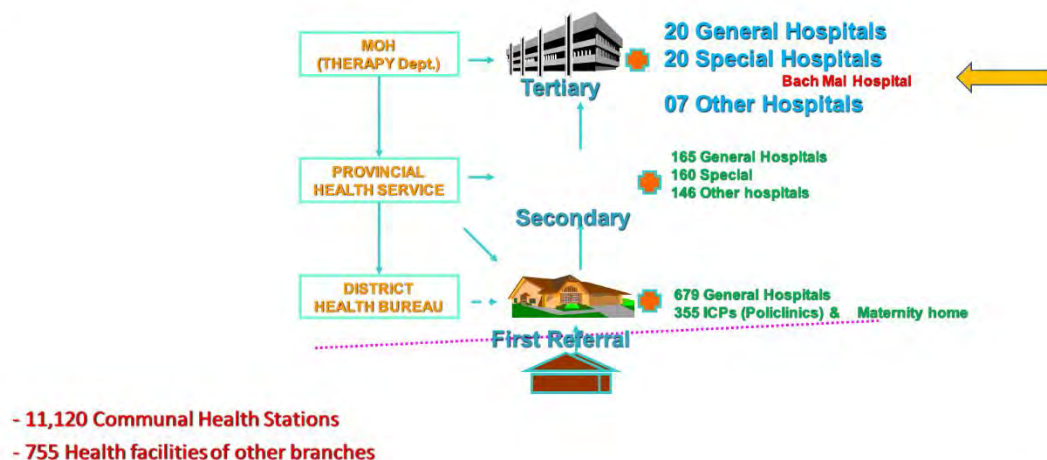 MOH
(THERAPY Dept.)
Tertiary
20 General Hospitals
20 Special Hospitals
Bach Mai Hospital
07 Other Hospitals
PROVINCIAL
HEALTH SERVICE
Secondary
165 General Hospitals
160 Special
146 Other hospitals
DISTRICT
HEALTH BUREAU
First Referral
679 General Hospitals
355 ICPs (Policlinics) & Maternity home
- 11,120 Communal Health Stations
- 755 Health facilities of other branches